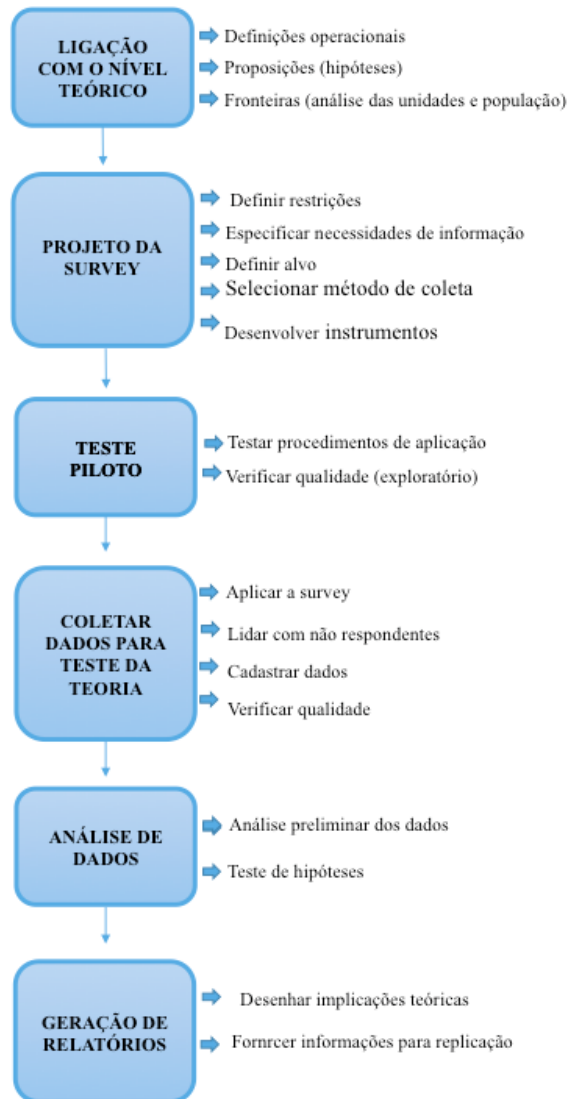 LIGAÇÃO
COM O NÍVEL
TEÓRICO
Definições operacionais
Proposições (hipóteses)
Fronteiras (análise das unidades e população)
PROJETO DA
SURVEY
Definir restrições
Especificar necessidades de informação
Definir alvo
Selecionar método de coleta
Desenvolver instrumentos
TESTE
PILOTO
Testar procedimentos de aplicação
Verificar qualidade (exploratório)
COLETAR
DADOS PARA
TESTE DA
TEORIA
Aplicar a survey
Lidar com não respondentes
Cadastrar dados
Verificar qualidade
ANÁLISE DE
DADOS
Análise preliminar dos dados
Teste de hipóteses
GERAÇÃO DE
RELATÓRIOS
Desenhar implicações teóricas
Fornrcer informações para replicação